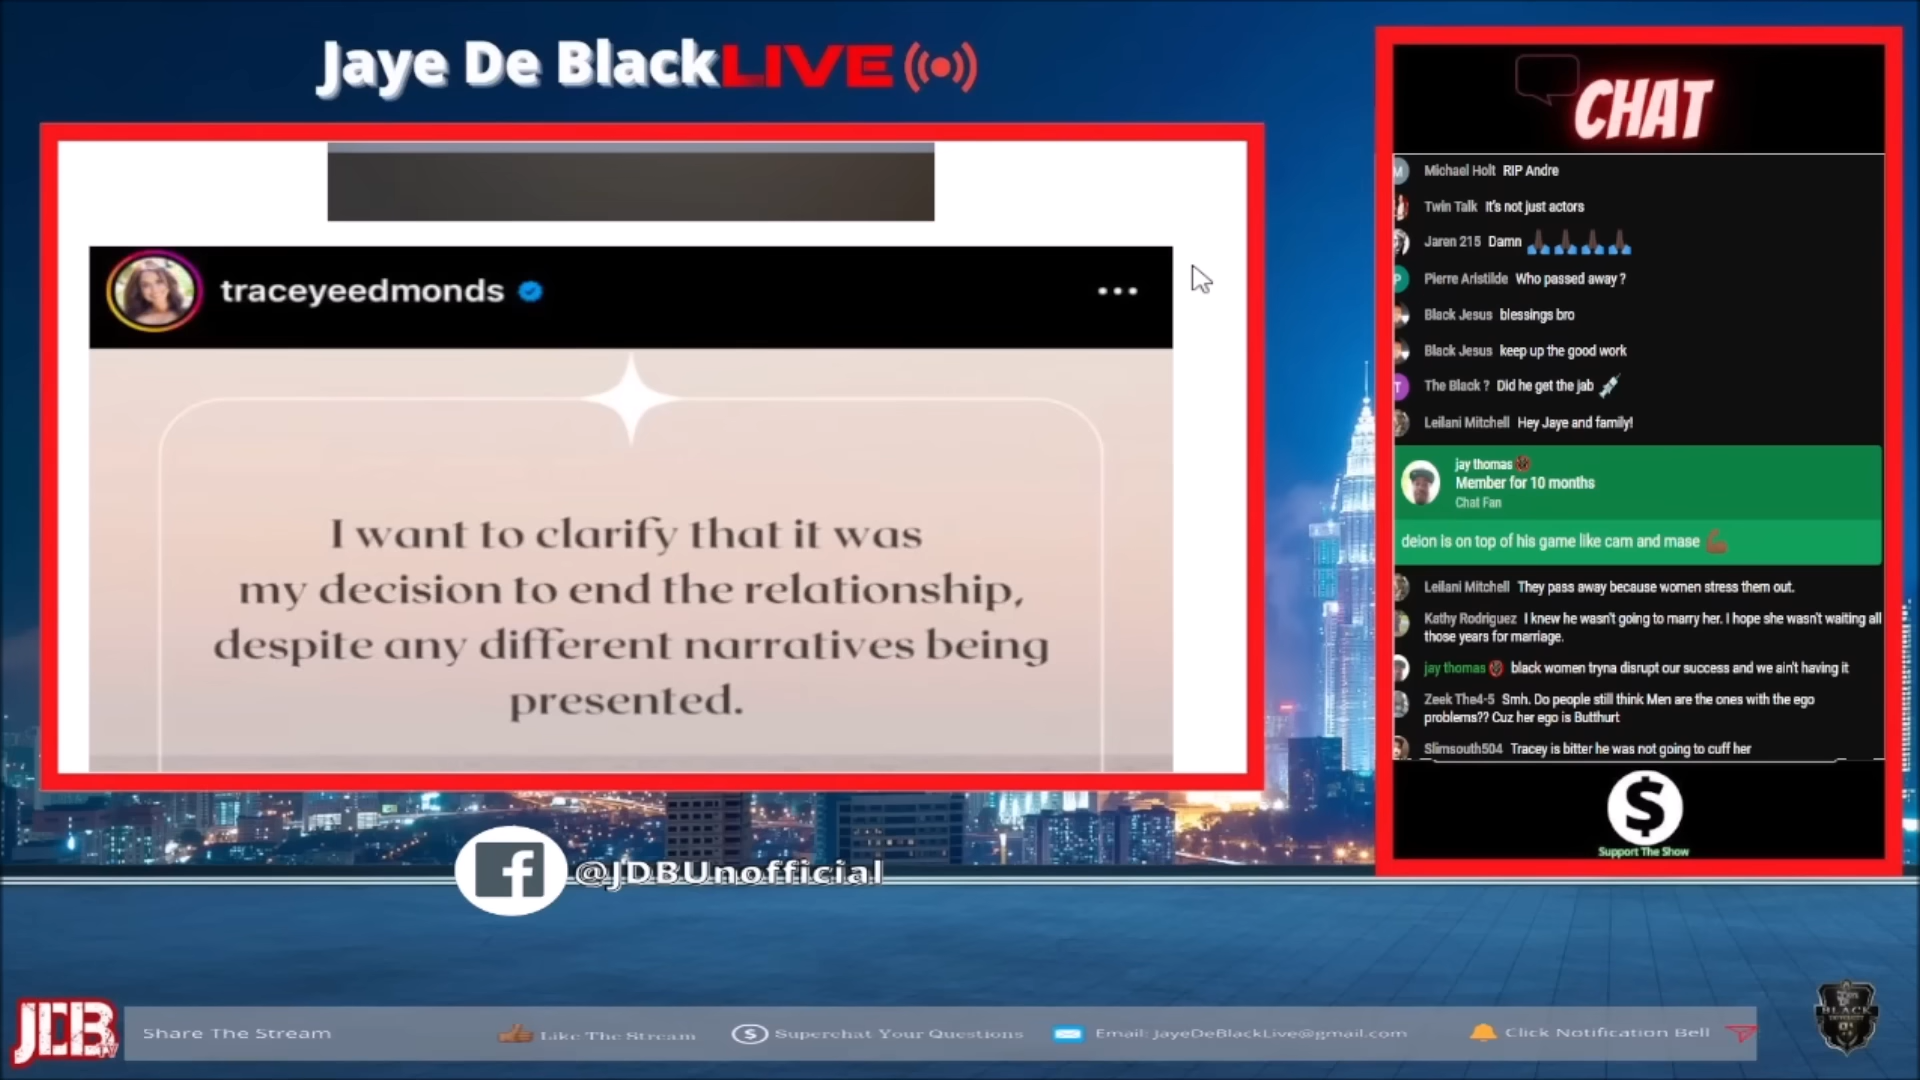 Jaye De BlackLIVE
traceyeedmonds
I want to clarify that it was
my decision to end the relationship,
despite any different narratives being
presented.
@JDBUnofficial
CHAT
Michael Holt RIP Andre
Twin Talk It's not just actors
Jaren 215 Damn
Pierre Aristilde Who passed away ?
Black Jesus blessings bro
Black Jesus keep up the good work
The Black ? Did he get the jab
Leilani Mitchell Hey Jaye and family!
jay thomas
Member for 10 months
Chat Fan
deion is on top of his game like cam and mase
Leilani Mitchell They pass away because women stress them out.
Kathy Rodriguez I knew he wasn't going to marry her. I hope she wasn't waiting all
those years for marriage.
jay thomas black women tryna disrupt our success and we ain't having it
Zeek The4-5 Smh. Do people still think Men are the ones with the ego
problems?? Cuz her ego is Butthurt
Slimsouth504 Tracey is bitter he was not going to cuff her
Support The Show
JDB TV
Share The Stream
Like The Stream
Superchat Your Questions
Email: JayeDeBlackLive@gmail.com
Click Notification Bell